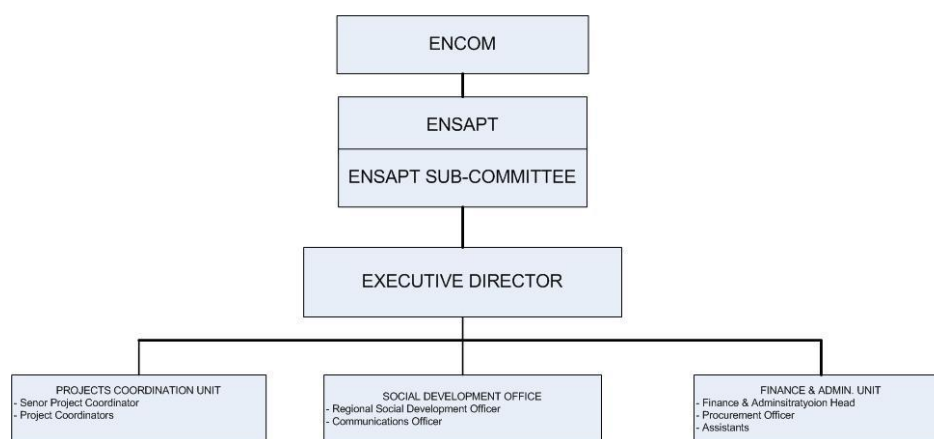 ENCOM
ENSAPT
ENSAPT SUB-COMMITTEE
EXECUTIVE DIRECTOR
PROJECTS COORDINATION UNIT
- Senor Project Coordinator
- Project Coordinators
SOCIAL DEVELOPMENT OFFICE
- Regional Social Development Officer
- Communications Officer
FINANCE & ADMIN. UNIT
- Finance & Adminsitratyoion Head
- Procurement Officer
- Assistants